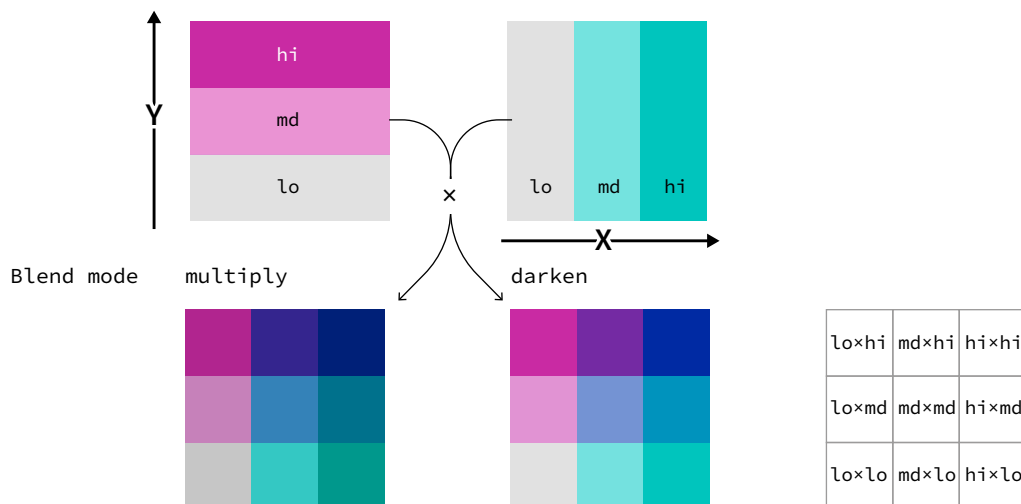 hi
Y
md
lo
×
lo md hi
X
Blend mode multiply darken
lo×hi md×hi hi×hi
lo×md md×md hi×md
lo×lo md×lo hi×lo